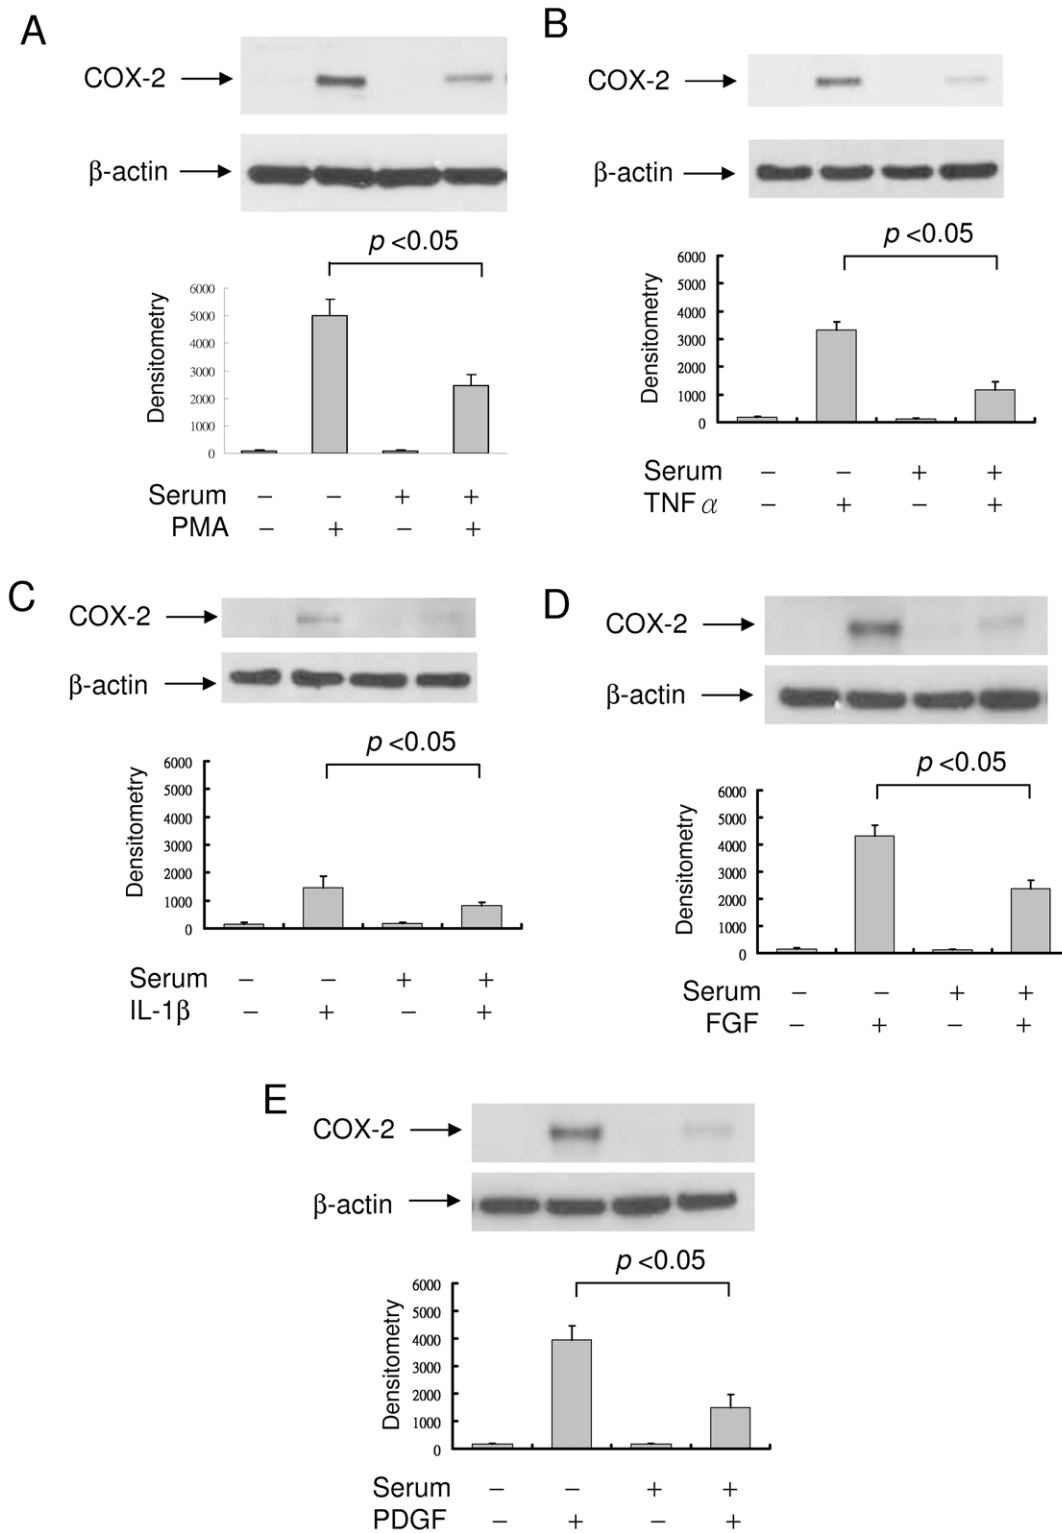 A
COX-2
β-actin
p <0.05
Densitometry
6000
5000
4000
3000
2000
1000
0
Serum − − + +
PMA − + − +
B
COX-2
β-actin
p <0.05
Densitometry
6000
5000
4000
3000
2000
1000
0
Serum − − + +
TNF α − + − +
C
COX-2
β-actin
p <0.05
Densitometry
6000
5000
4000
3000
2000
1000
0
Serum − − + +
IL-1β − + − +
D
COX-2
β-actin
p <0.05
Densitometry
6000
5000
4000
3000
2000
1000
0
Serum − − + +
FGF − + − +
E
COX-2
β-actin
p <0.05
Densitometry
6000
5000
4000
3000
2000
1000
0
Serum − − + +
PDGF − + − +